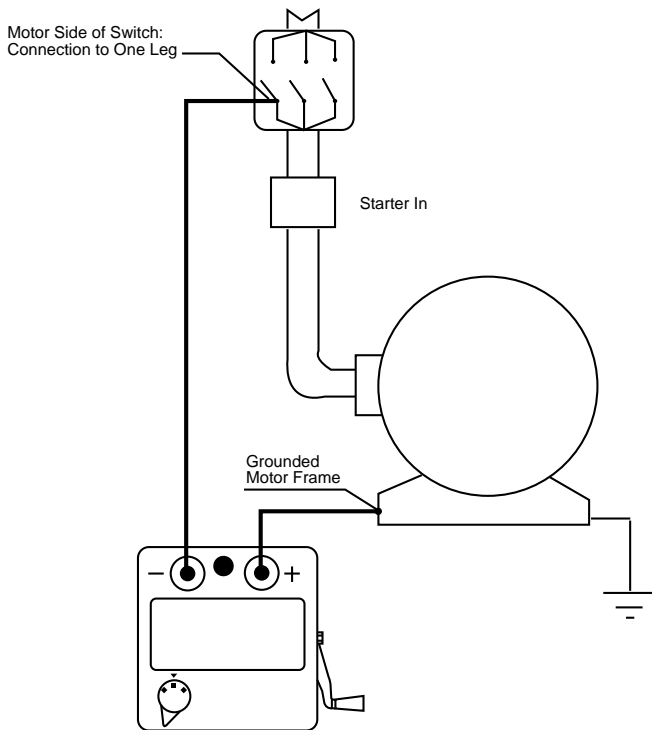 Motor Side of Switch:
Connection to One Leg
Starter In
Grounded
Motor Frame
− +